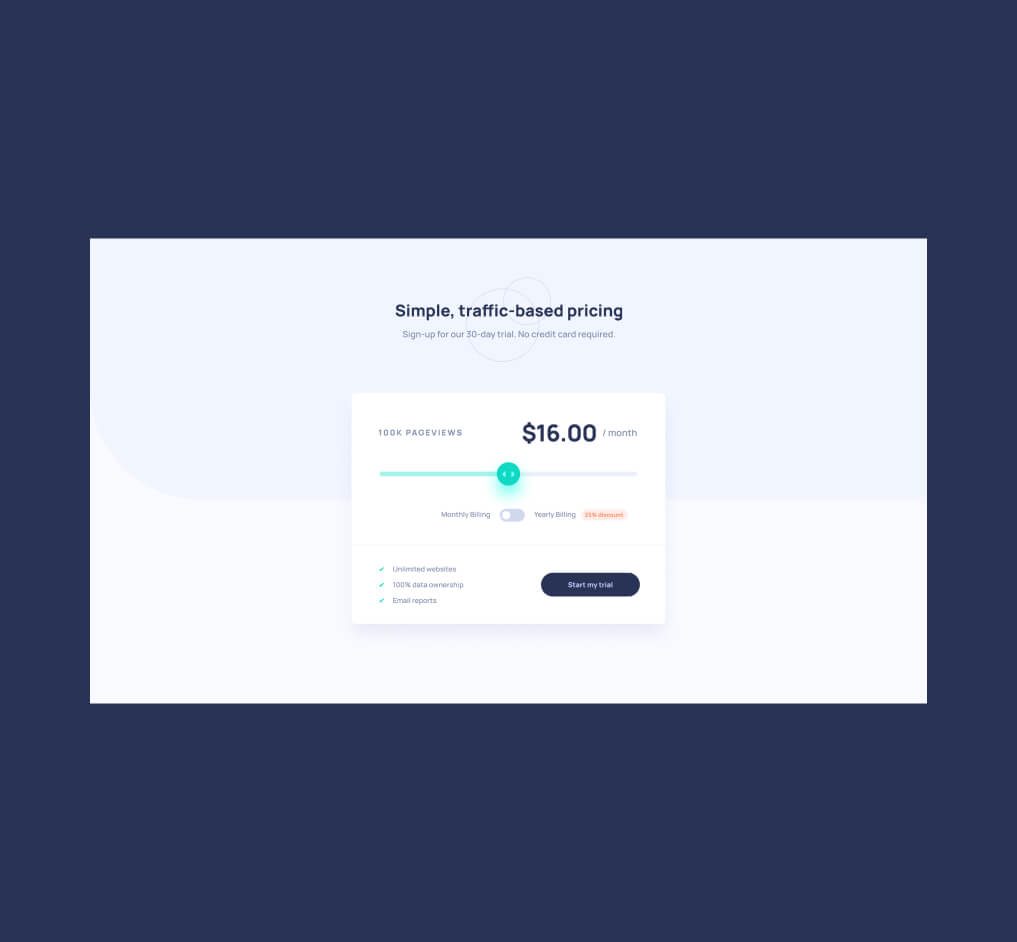 Simple, traffic-based pricing
Sign-up for our 30-day trial. No credit card required.
100K PAGEVIEWS
$16.00 / month
Monthly Billing
Yearly Billing
25% discount
Unlimited websites
100% data ownership
Email reports
Start my trial